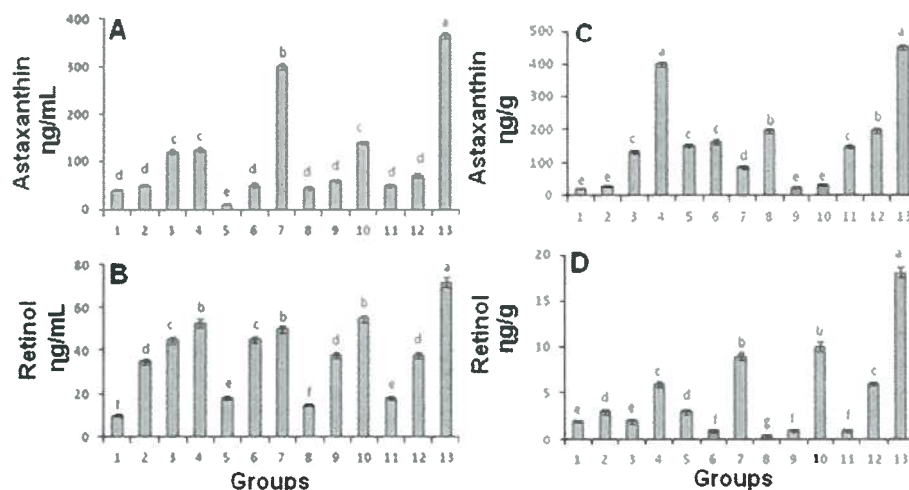 A
Astaxanthin
ηg/mL
400
300
200
100
0
d d c c e d b d d c d d a
1 2 3 4 5 6 7 8 9 10 11 12 13
B
Retinol
ηg/mL
80
60
40
20
0
f d c b e c b f d b e d a
1 2 3 4 5 6 7 8 9 10 11 12 13
Groups
C
Astaxanthin
ηg/g
500
400
300
200
100
0
e e c a c c d b e e c b a
1 2 3 4 5 6 7 8 9 10 11 12 13
D
Retinol
ηg/g
20
15
10
5
0
e d e c d f b g f b f c a
1 2 3 4 5 6 7 8 9 10 11 12 13
Groups